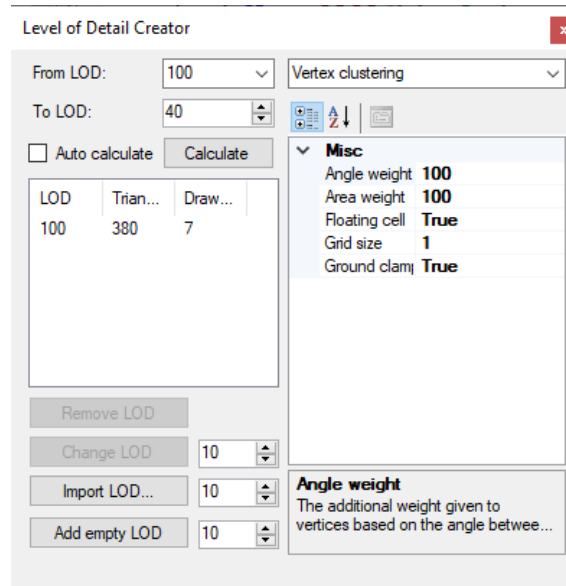 Level of Detail Creator
x
From LOD: 100
To LOD: 40
Auto calculate Calculate
LOD Trian... Draw...
100 380 7
Remove LOD
Change LOD 10
Import LOD... 10
Add empty LOD 10
Vertex clustering
A
Z
Misc
Angle weight 100
Area weight 100
Floating cell True
Grid size 1
Ground clam True
Angle weight
The additional weight given to
vertices based on the angle betwee...